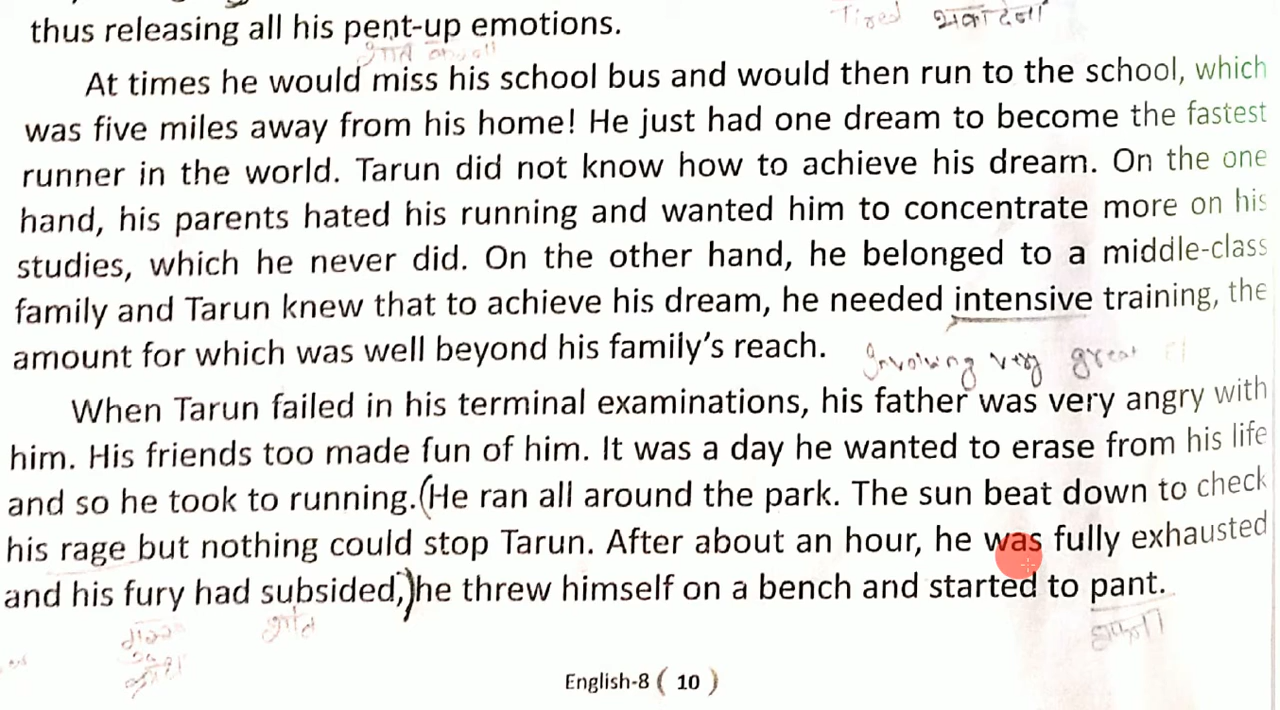 thus releasing all his pent-up emotions.
Tired थका देना
At times he would miss his school bus and would then run to the school, which
was five miles away from his home! He just had one dream to become the fastest
runner in the world. Tarun did not know how to achieve his dream. On the one
hand, his parents hated his running and wanted him to concentrate more on his
studies, which he never did. On the other hand, he belonged to a middle-class
family and Tarun knew that to achieve his dream, he needed intensive training, the
amount for which was well beyond his family's reach.
Involving very great
When Tarun failed in his terminal examinations, his father was very angry with
him. His friends too made fun of him. It was a day he wanted to erase from his life
and so he took to running.(He ran all around the park. The sun beat down to check
his rage but nothing could stop Tarun. After about an hour, he was fully exhausted
and his fury had subsided,)he threw himself on a bench and started to pant.
English-8 ( 10 )